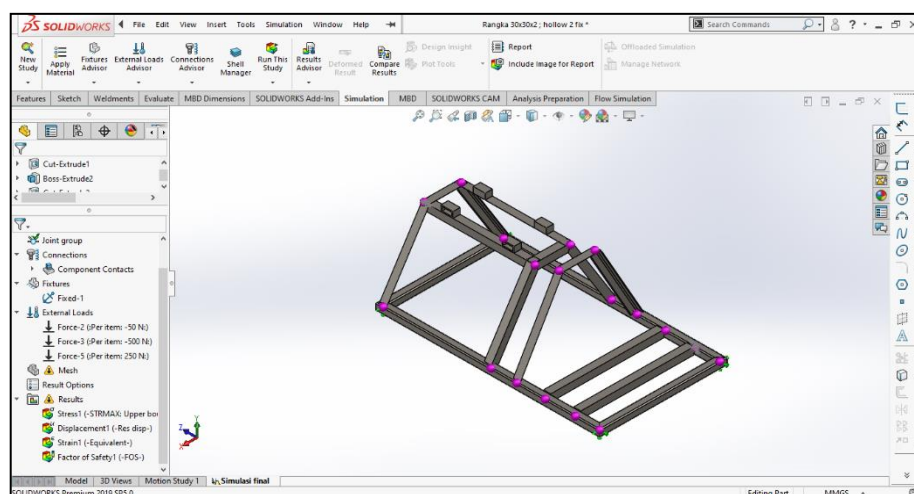 SOLIDWORKS File Edit View Insert Tools Simulation Window Help Rangka 30x30x2 ; hollow 2 fix * Search Commands
New Study
Apply Material
Fixtures Advisor
External Loads Advisor
Connections Advisor
Shell Manager
Run This Study
Results Advisor
Deformed Result
Compare Results
Design Insight
Plot Tools
Report
Include Image for Report
Offloaded Simulation
Manage Network
Features Sketch Weldments Evaluate MBD Dimensions SOLIDWORKS Add-Ins Simulation MBD SOLIDWORKS CAM Analysis Preparation Flow Simulation
Cut-Extrude1
Boss-Extrude2
Joint group
Connections
Component Contacts
Fixtures
Fixed-1
External Loads
Force-2 (:Per item: -50 N:)
Force-3 (:Per item: -500 N:)
Force-5 (:Per item: 250 N:)
Mesh
Result Options
Results
Stress1 (-STRMAX: Upper bo
Displacement1 (-Res disp-)
Strain1 (-Equivalent-)
Factor of Safety1 (-FOS-)
Y
Z
X
Model 3D Views Motion Study 1 Simulasi final
SOLIDWORKS Premium 2019 SP5.0 Editing Part MMGS